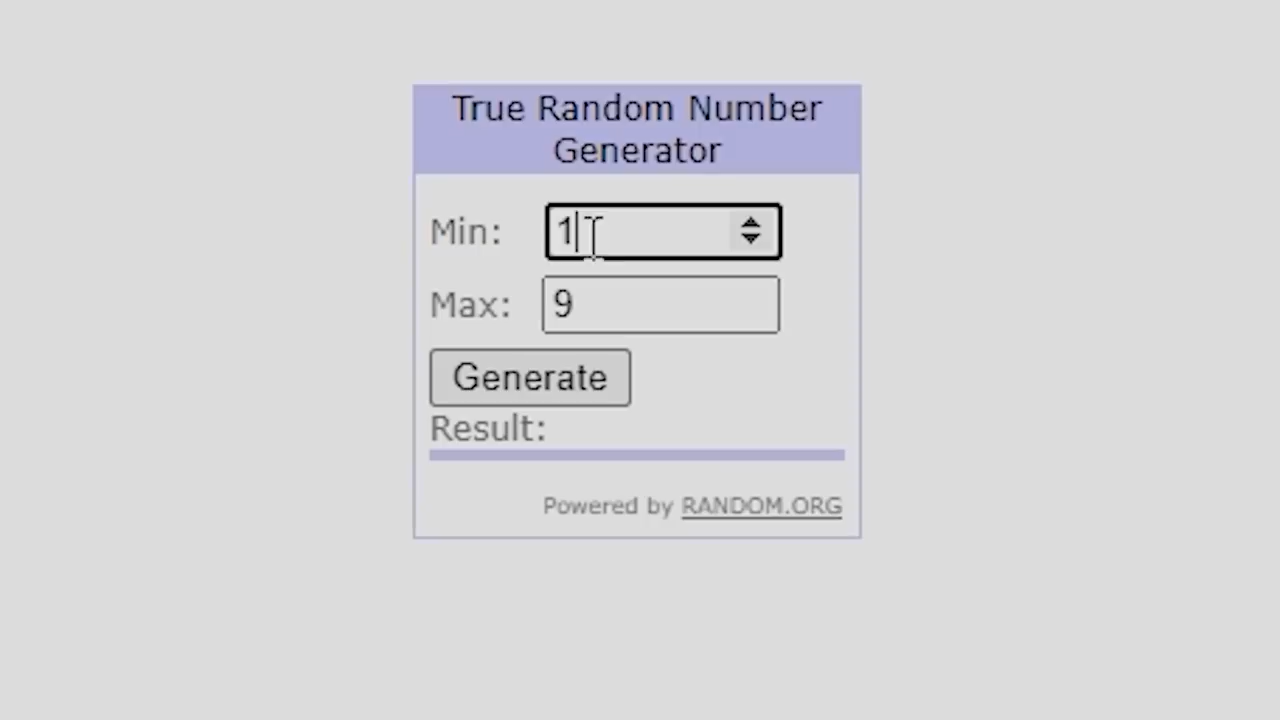 True Random Number
Generator
Min: 1
Max: 9
Generate
Result:
Powered by RANDOM.ORG